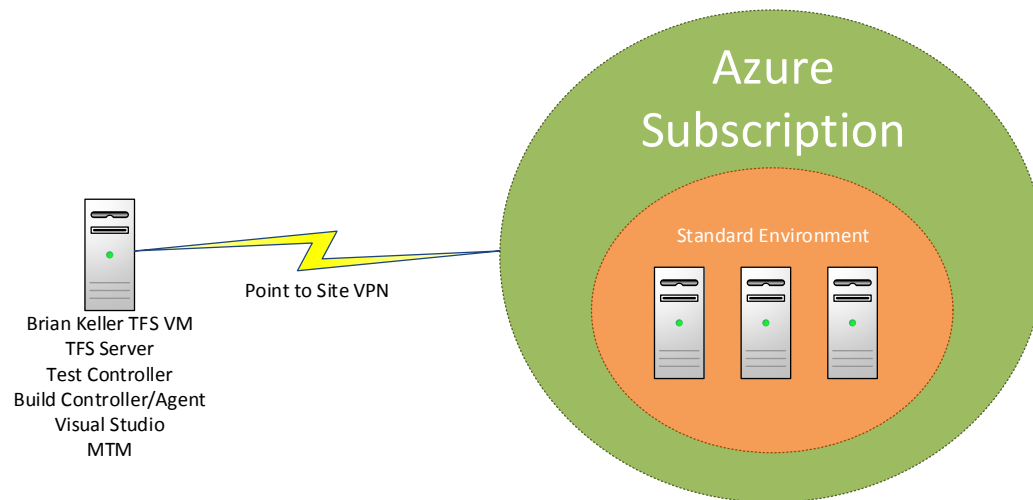 Azure
Subscription
Standard Environment
Point to Site VPN
Brian Keller TFS VM
TFS Server
Test Controller
Build Controller/Agent
Visual Studio
MTM